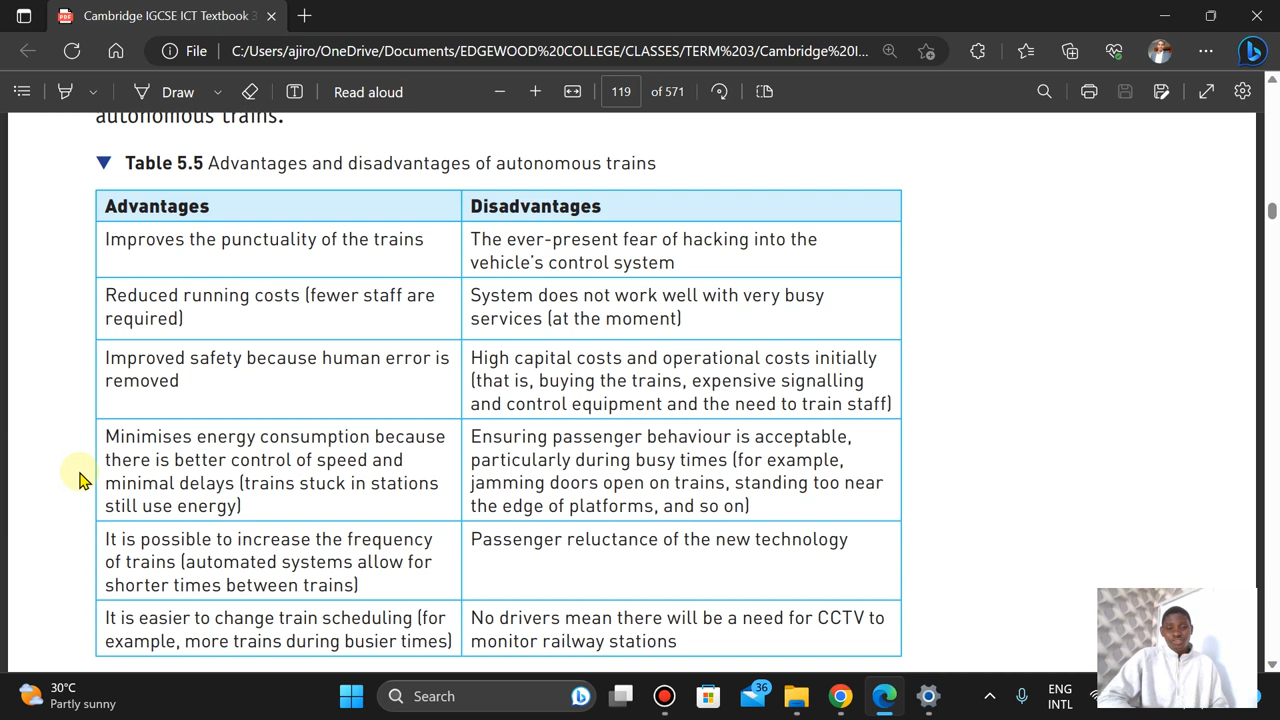 Cambridge IGCSE ICT Textbook 3
File
C:/Users/ajiro/OneDrive/Documents/EDGEWOOD%20COLLEGE/CLASSES/TERM%203/Cambridge%20I...
Draw
Read aloud
119
of 571
autonomous trains.
Table 5.5 Advantages and disadvantages of autonomous trains
Advantages
Disadvantages
Improves the punctuality of the trains
The ever-present fear of hacking into the
vehicle's control system
Reduced running costs (fewer staff are
required)
System does not work well with very busy
services (at the moment)
Improved safety because human error is
removed
High capital costs and operational costs initially
(that is, buying the trains, expensive signalling
and control equipment and the need to train staff)
Minimises energy consumption because
there is better control of speed and
minimal delays (trains stuck in stations
still use energy)
Ensuring passenger behaviour is acceptable,
particularly during busy times (for example,
jamming doors open on trains, standing too near
the edge of platforms, and so on)
It is possible to increase the frequency
of trains (automated systems allow for
shorter times between trains)
Passenger reluctance of the new technology
It is easier to change train scheduling (for
example, more trains during busier times)
No drivers mean there will be a need for CCTV to
monitor railway stations
30°C
Partly sunny
Search
36
ENG
INTL